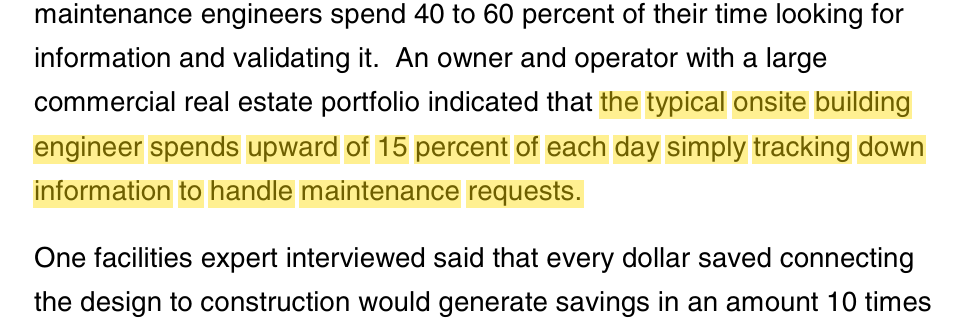 maintenance engineers spend 40 to 60 percent of their time looking for
information and validating it.  An owner and operator with a large
commercial real estate portfolio indicated that the typical onsite building
engineer spends upward of 15 percent of each day simply tracking down
information to handle maintenance requests.
One facilities expert interviewed said that every dollar saved connecting
the design to construction would generate savings in an amount 10 times